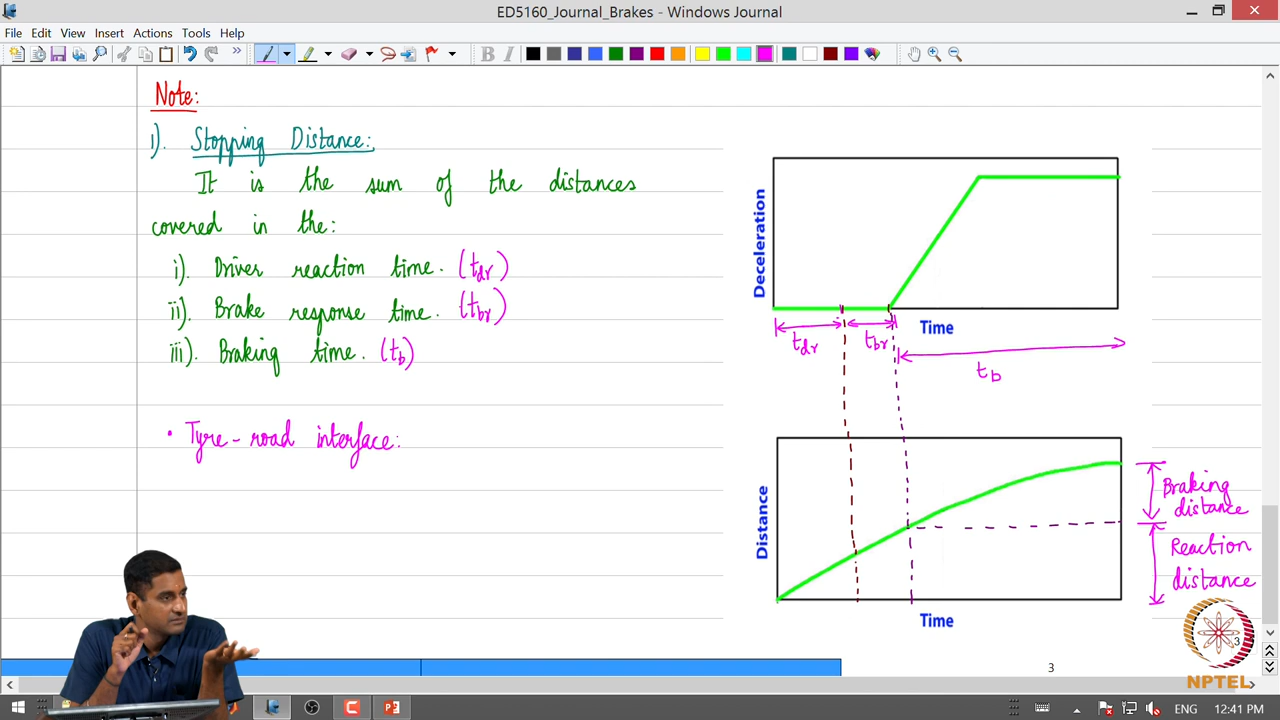 ED5160_Journal_Brakes - Windows Journal
File Edit View Insert Actions Tools Help
Note:
i). Stopping Distance:
It is the sum of the distances
covered in the:
i). Driver reaction time. (tdr)
ii). Brake response time. (tbr)
iii). Braking time. (tb)
• Tyre-road interface:
Deceleration
Time
tdr
tbr
tb
Distance
Time
Braking
distance
Reaction
distance
3
3
NPTEL
ENG 12:41 PM